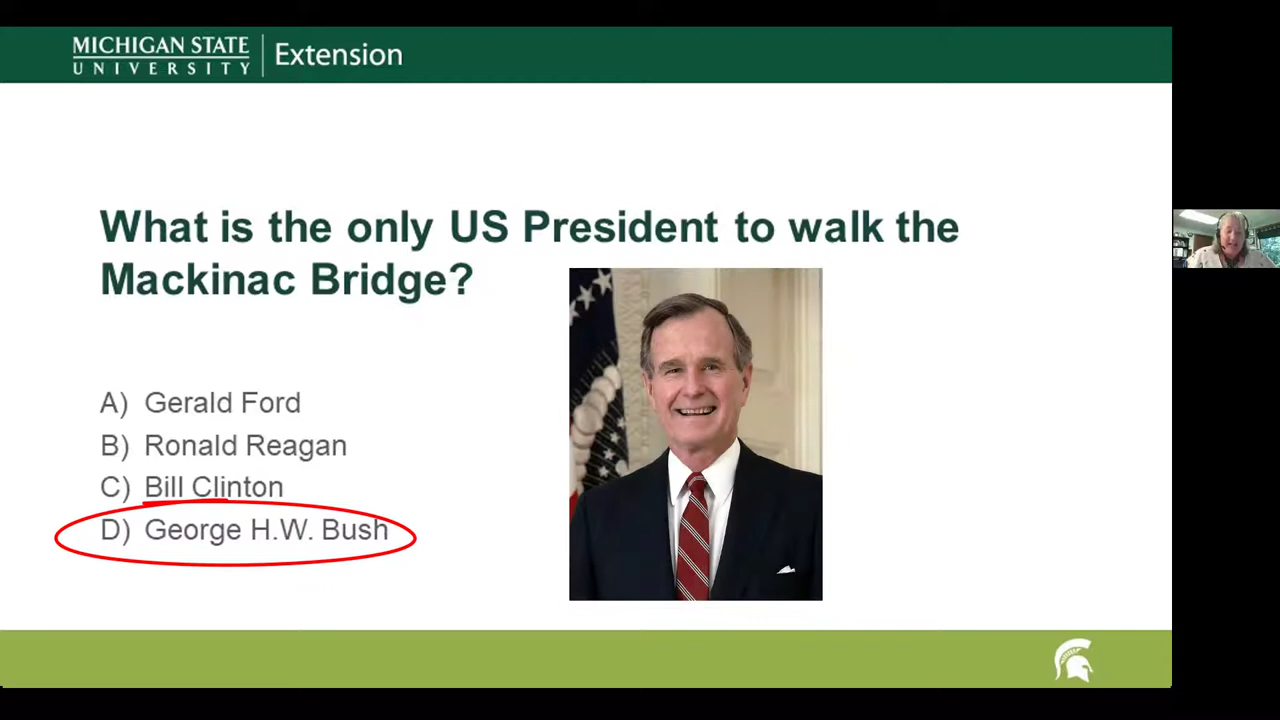 MICHIGAN STATE
UNIVERSITY
Extension
What is the only US President to walk the
Mackinac Bridge?
A) Gerald Ford
B) Ronald Reagan
C) Bill Clinton
D) George H.W. Bush